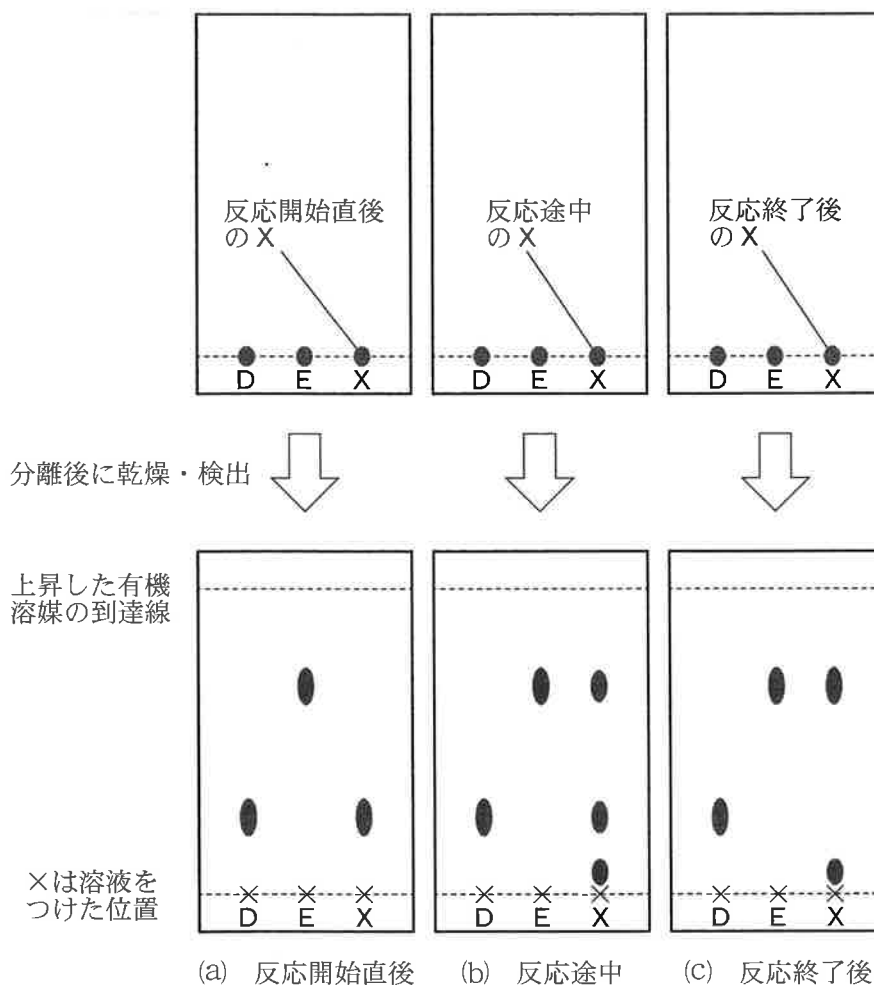 反応開始直後
の X
反応途中
の X
反応終了後
の X
D E X
D E X
D E X
分離後に乾燥・検出
上昇した有機
溶媒の到達線
×は溶液を
つけた位置
D E X
D E X
D E X
(a) 反応開始直後
(b) 反応途中
(c) 反応終了後